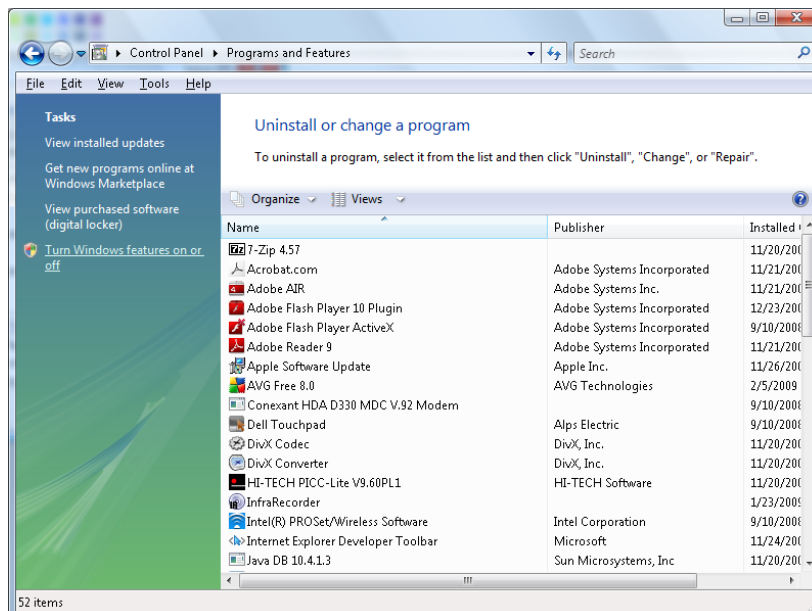 Control Panel Programs and Features Search
File Edit View Tools Help
Tasks
View installed updates
Get new programs online at
Windows Marketplace
View purchased software
(digital locker)
Turn Windows features on or
off
Uninstall or change a program
To uninstall a program, select it from the list and then click "Uninstall", "Change", or "Repair".
Organize Views
Name Publisher Installed
7-Zip 4.57 11/20/200
Acrobat.com Adobe Systems Incorporated 11/21/200
Adobe AIR Adobe Systems Inc. 11/21/200
Adobe Flash Player 10 Plugin Adobe Systems Incorporated 12/23/200
Adobe Flash Player ActiveX Adobe Systems Incorporated 9/10/2008
Adobe Reader 9 Adobe Systems Incorporated 11/21/200
Apple Software Update Apple Inc. 11/26/200
AVG Free 8.0 AVG Technologies 2/5/2009
Conexant HDA D330 MDC V.92 Modem 9/10/2008
Dell Touchpad Alps Electric 9/10/2008
DivX Codec DivX, Inc. 11/20/200
DivX Converter DivX, Inc. 11/20/200
HI-TECH PICC-Lite V9.60PL1 HI-TECH Software 11/20/200
InfraRecorder 1/23/2009
Intel(R) PROSet/Wireless Software Intel Corporation 9/10/2008
Internet Explorer Developer Toolbar Microsoft 11/24/200
Java DB 10.4.1.3 Sun Microsystems, Inc 11/20/200
52 items